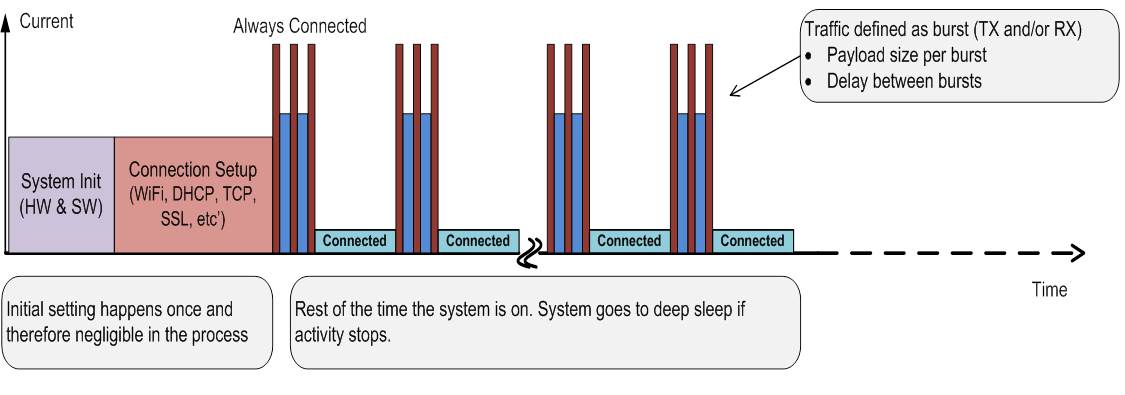 Current
Always Connected
Traffic defined as burst (TX and/or RX)
• Payload size per burst
• Delay between bursts
System Init
(HW & SW)
Connection Setup
(WiFi, DHCP, TCP,
SSL, etc')
Connected
Connected
Connected
Connected
Time
Initial setting happens once and
therefore negligible in the process
Rest of the time the system is on. System goes to deep sleep if
activity stops.